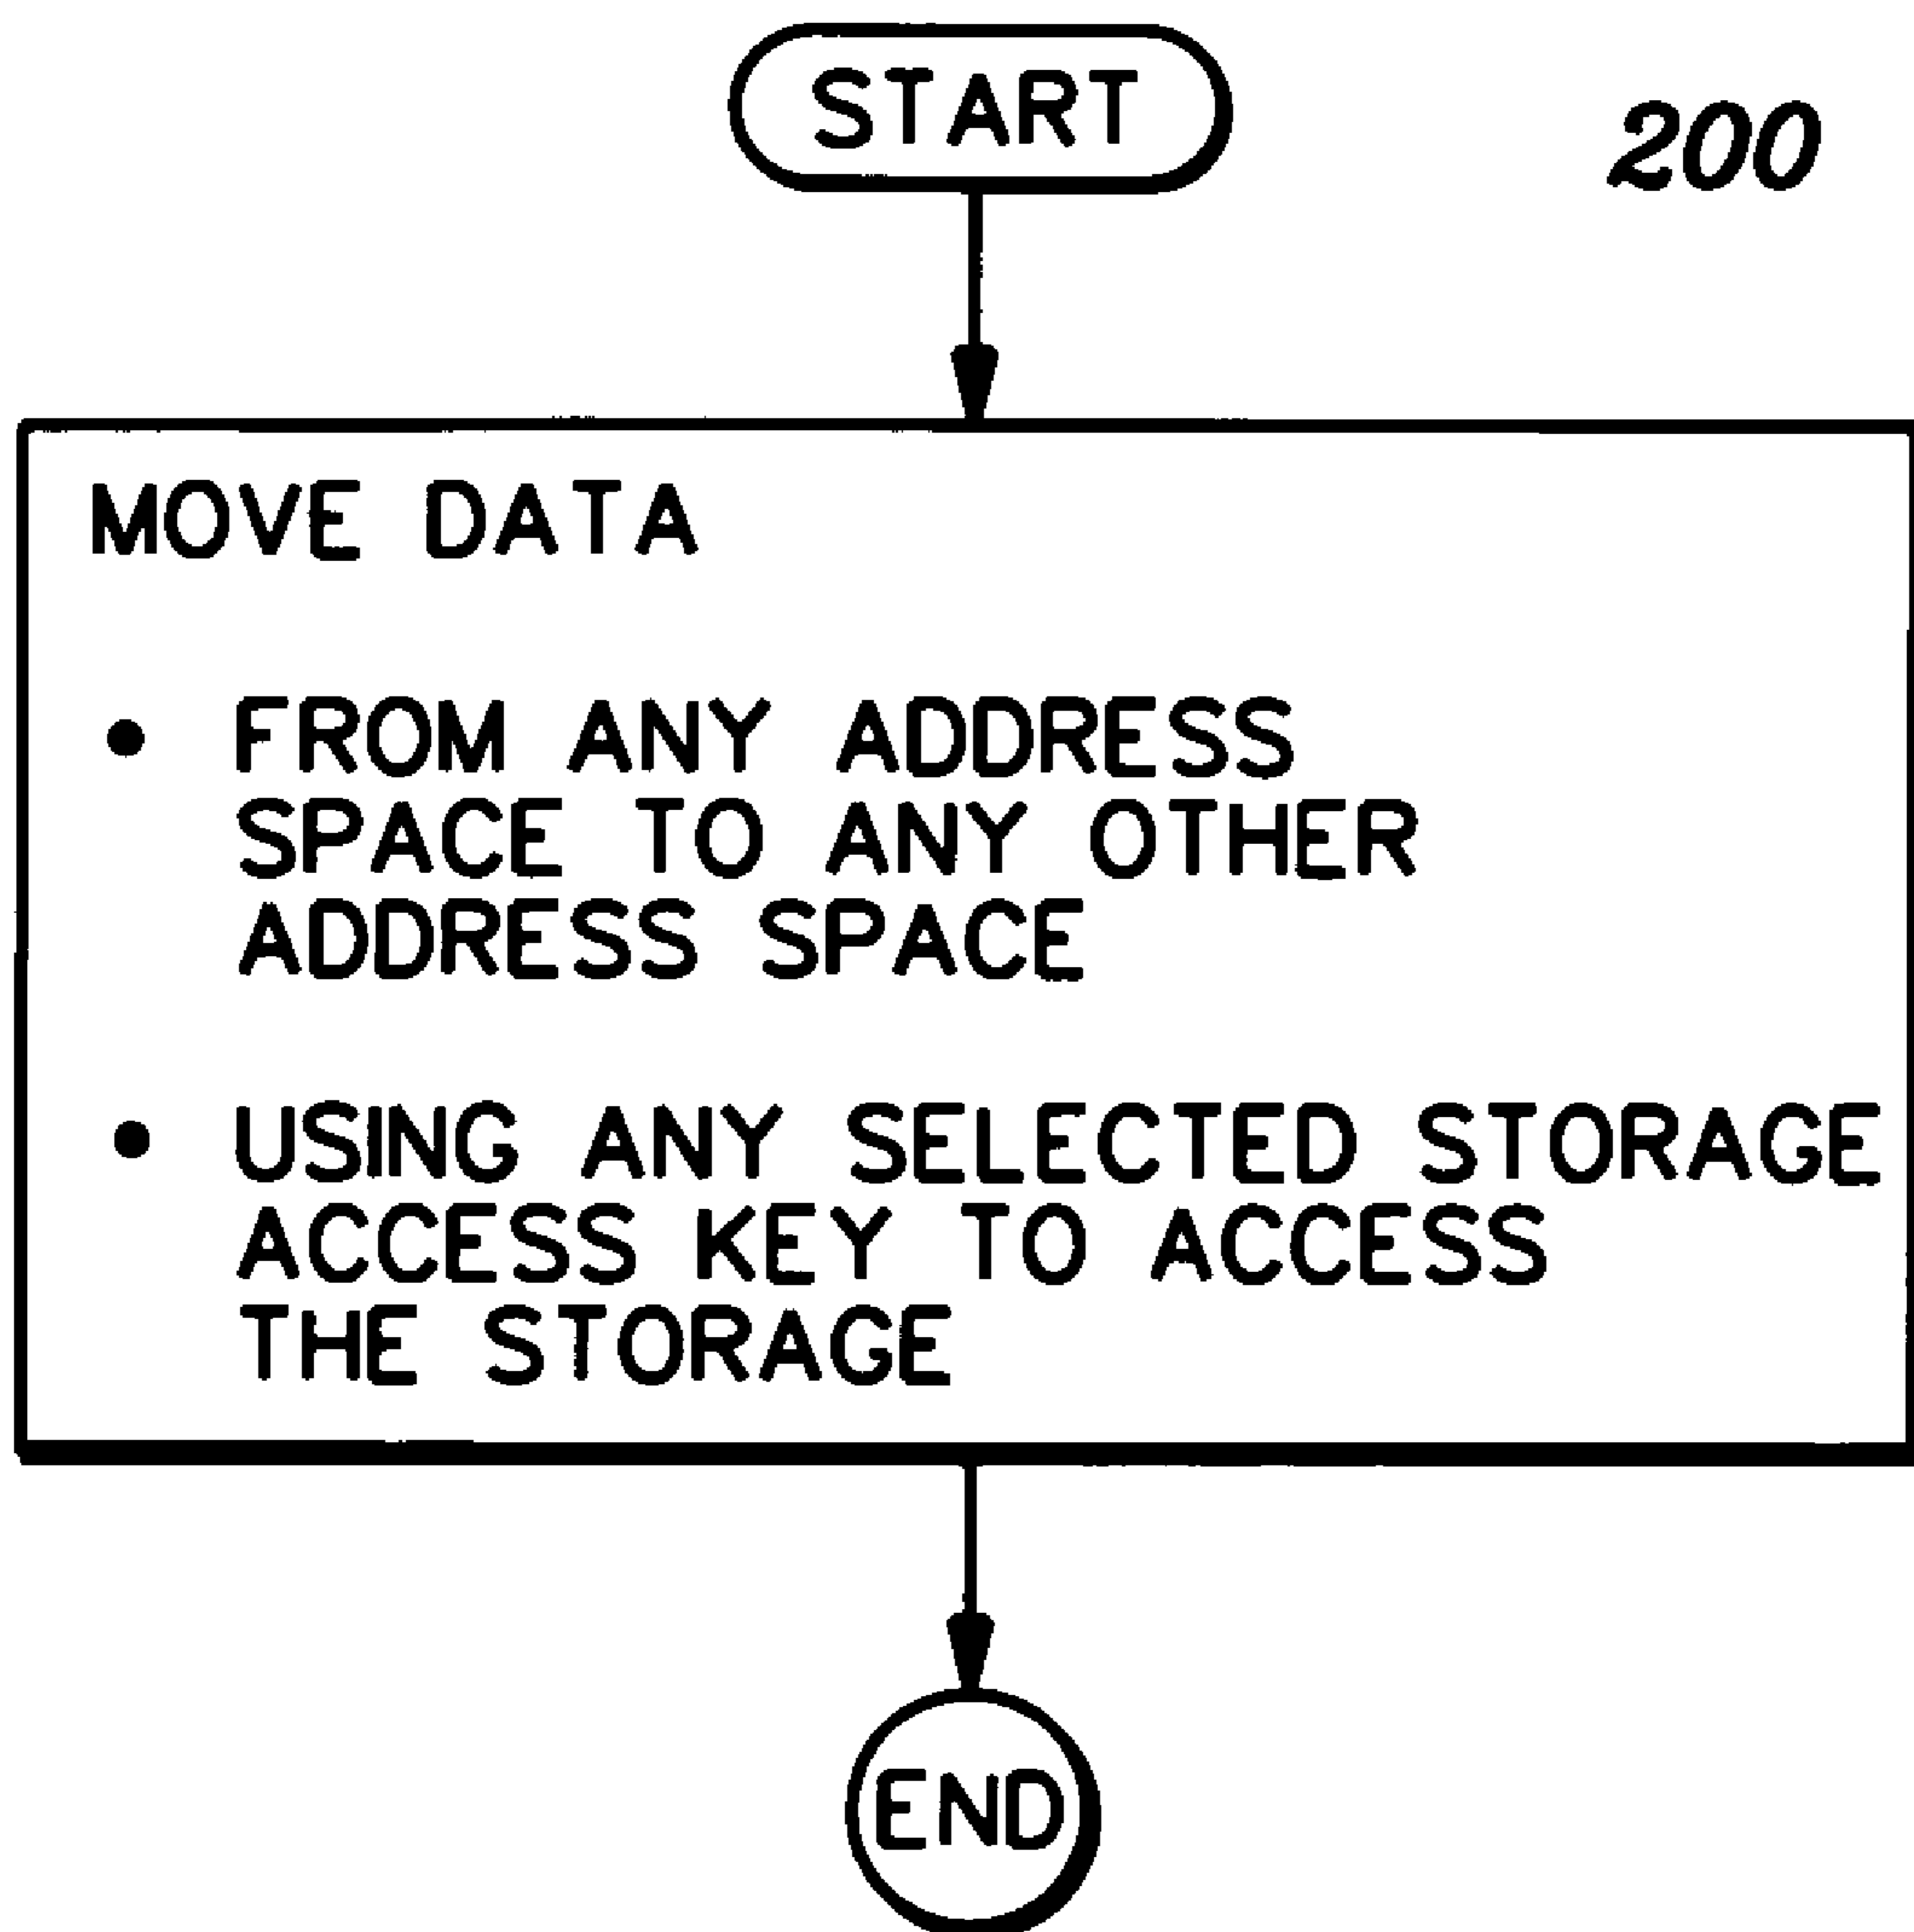 START
200
MOVE DATA
• FROM ANY ADDRESS
SPACE TO ANY OTHER
ADDRESS SPACE
• USING ANY SELECTED STORAGE
ACCESS KEY TO ACCESS
THE STORAGE
END